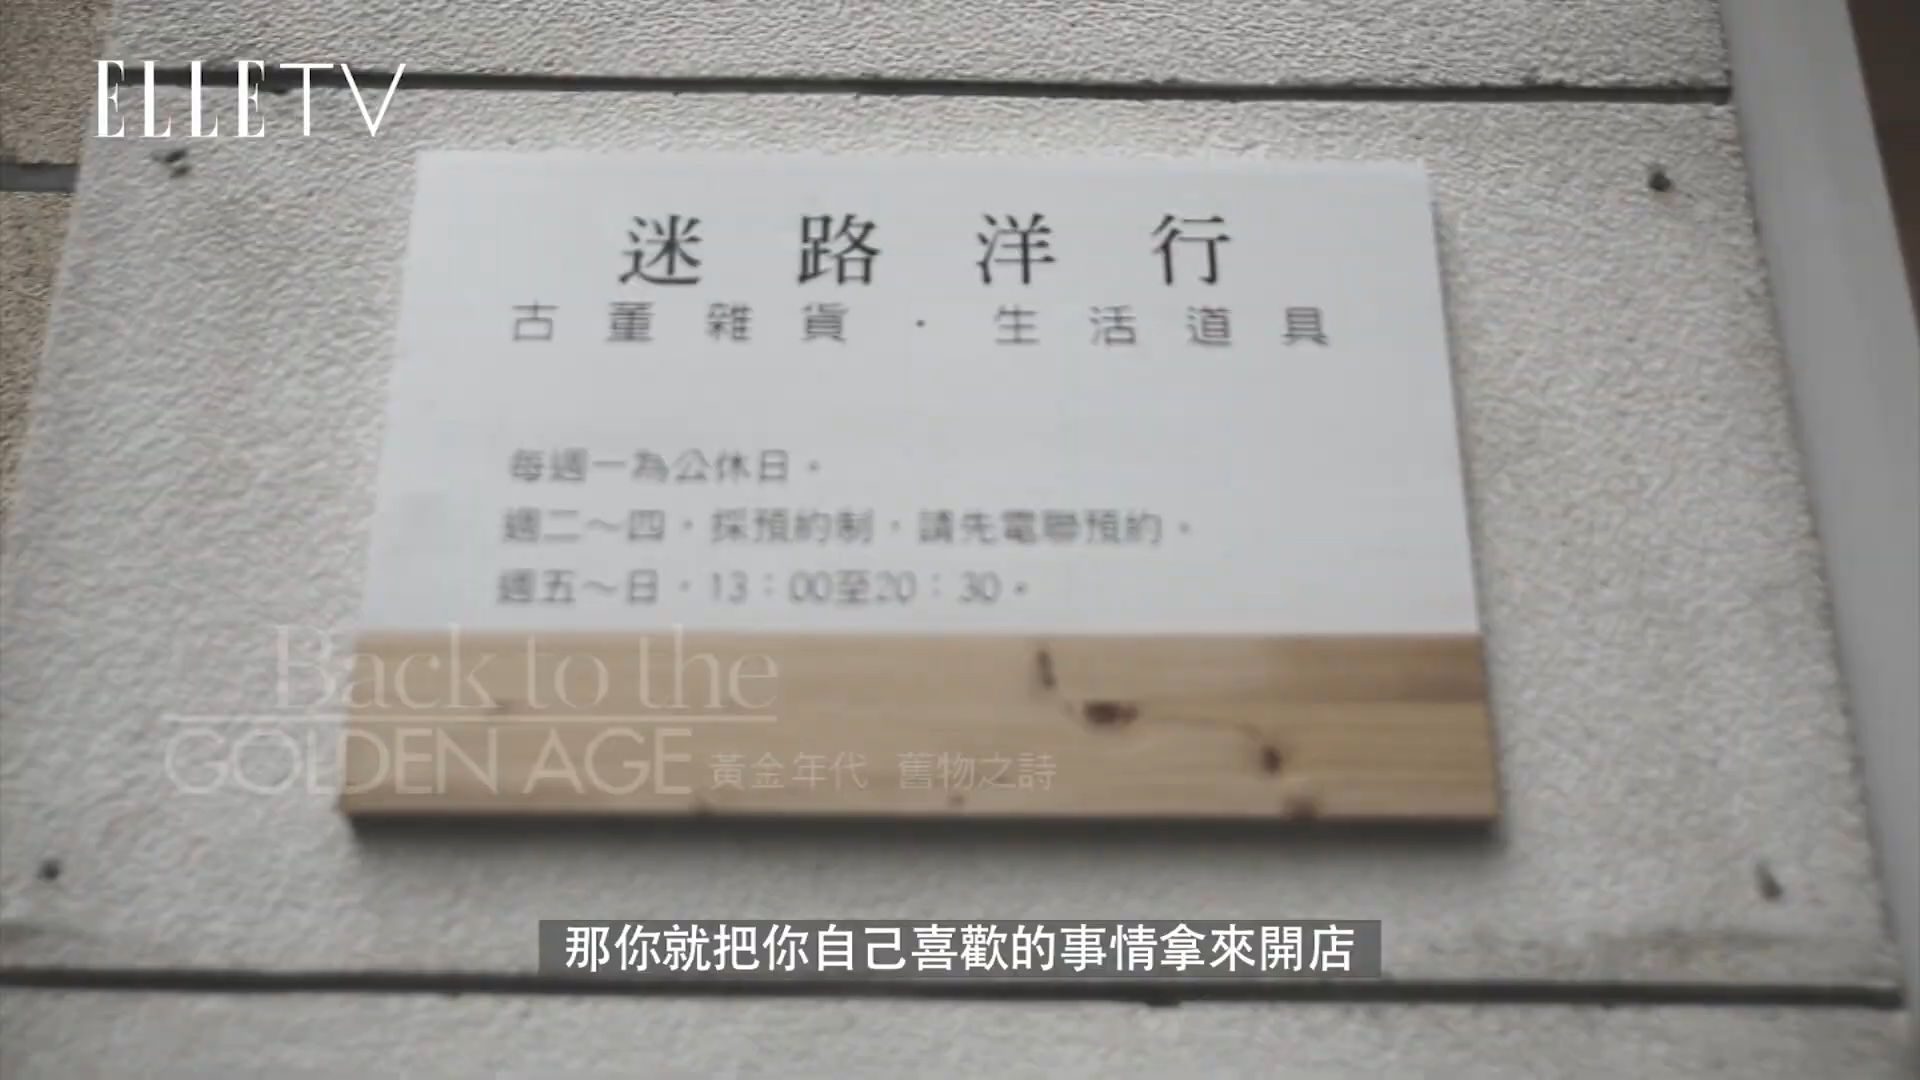 ELLETV
迷路洋行
古董雜貨・生活道具
每週一為公休日。
週二～四，採預約制，請先電聯預約。
週五～日，13：00至20：30。
Back to the
GOLDEN AGE 黃金年代 舊物之詩
那你就把你自己喜歡的事情拿來開店